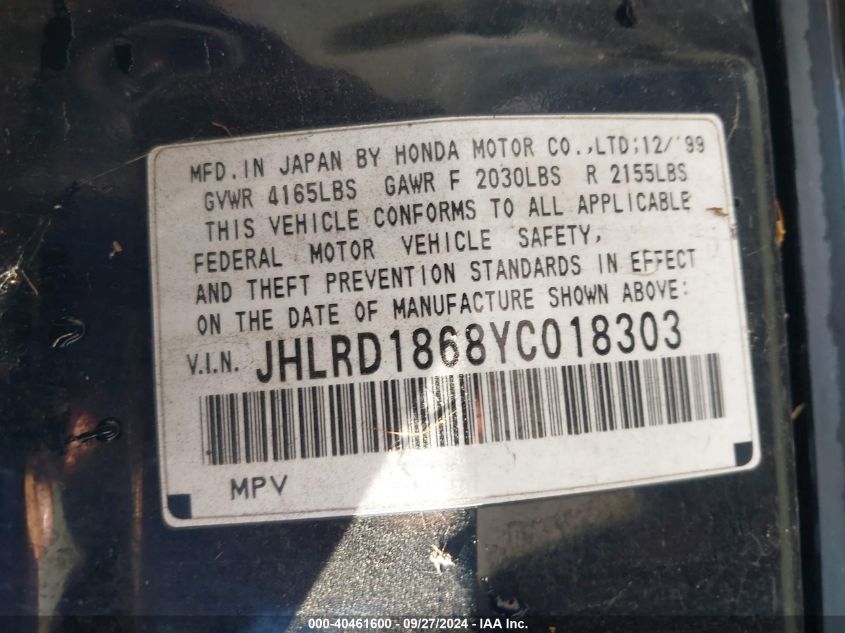 MFD. IN JAPAN BY HONDA MOTOR CO., LTD; 12/'99
GVWR 4165LBS GAWR F 2030LBS R 2155LBS
THIS VEHICLE CONFORMS TO ALL APPLICABLE
FEDERAL MOTOR VEHICLE SAFETY,
AND THEFT PREVENTION STANDARDS IN EFFECT
ON THE DATE OF MANUFACTURE SHOWN ABOVE:
V.I.N. JHLRD1868YC018303
MPV
000-40461600 - 09/27/2024 - IAA Inc.